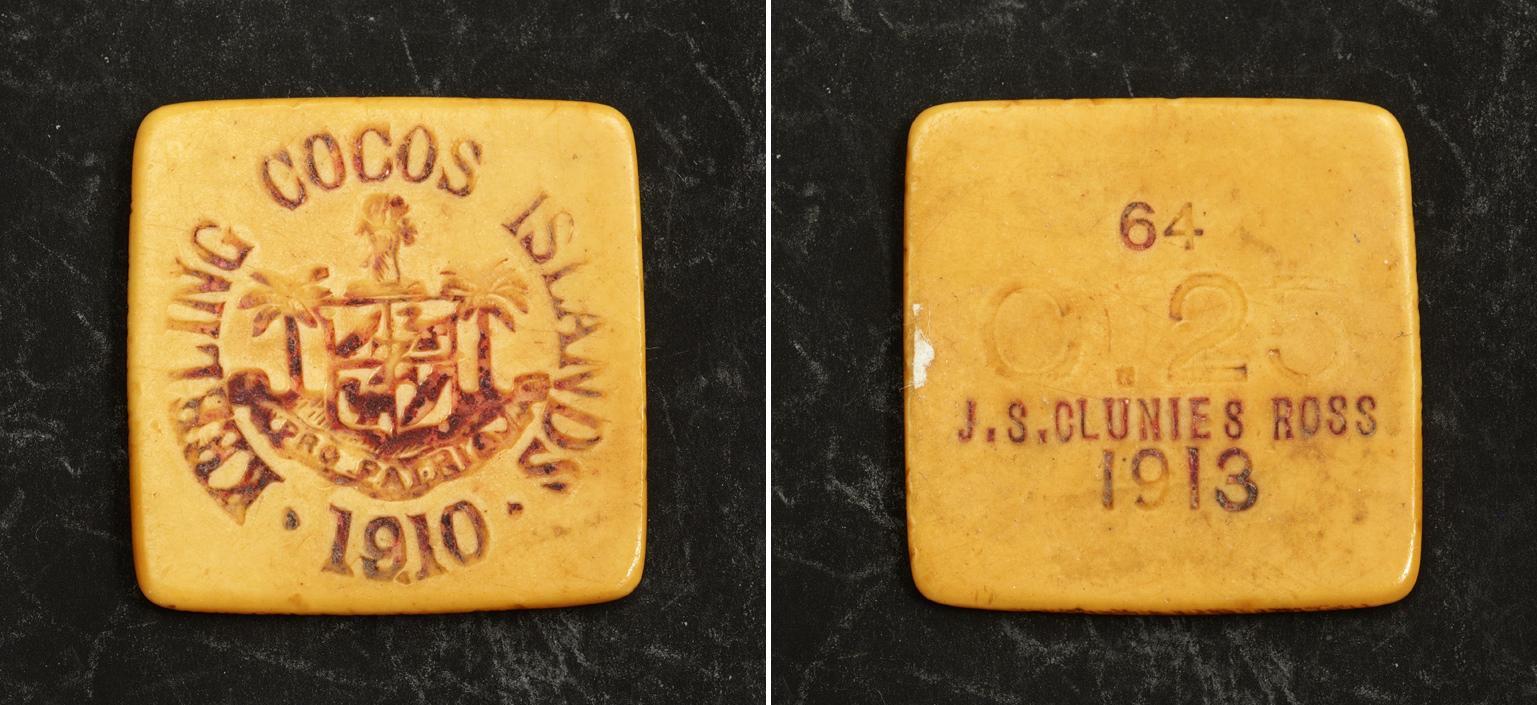 KEELING COCOS ISLANDS
PRO PATRIA
· 1910 ·
64
0.25
J.S.CLUNIES ROSS
1913